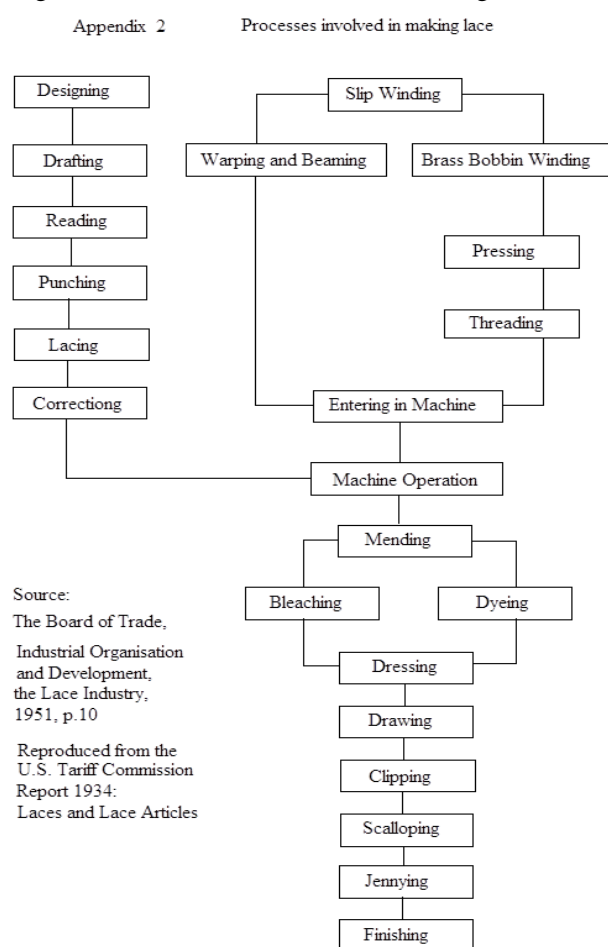 Appendix 2 Processes involved in making lace
Designing
Drafting
Reading
Punching
Lacing
Correctiong
Slip Winding
Warping and Beaming
Brass Bobbin Winding
Pressing
Threading
Entering in Machine
Machine Operation
Mending
Bleaching
Dyeing
Dressing
Drawing
Clipping
Scalloping
Jennying
Finishing
Source:
The Board of Trade,
Industrial Organisation
and Development,
the Lace Industry,
1951, p.10
Reproduced from the
U.S. Tariff Commission
Report 1934:
Laces and Lace Articles